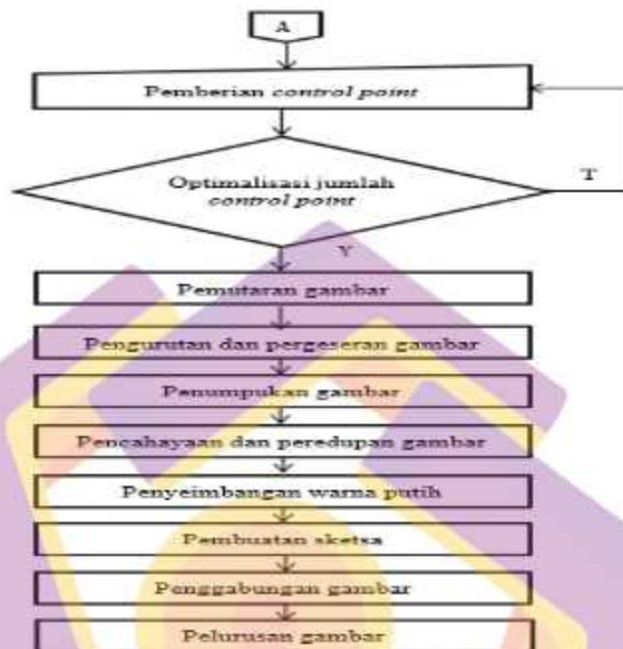 A
Pemberian control point
Optimalisasi jumlah
control point
T
Y
Pemutaran gambar
Pengurutan dan pergeseran gambar
Penumpukan gambar
Pencahayaan dan peredupan gambar
Penyeimbangan warna putih
Pembuatan sketsa
Penggabungan gambar
Pelurusan gambar